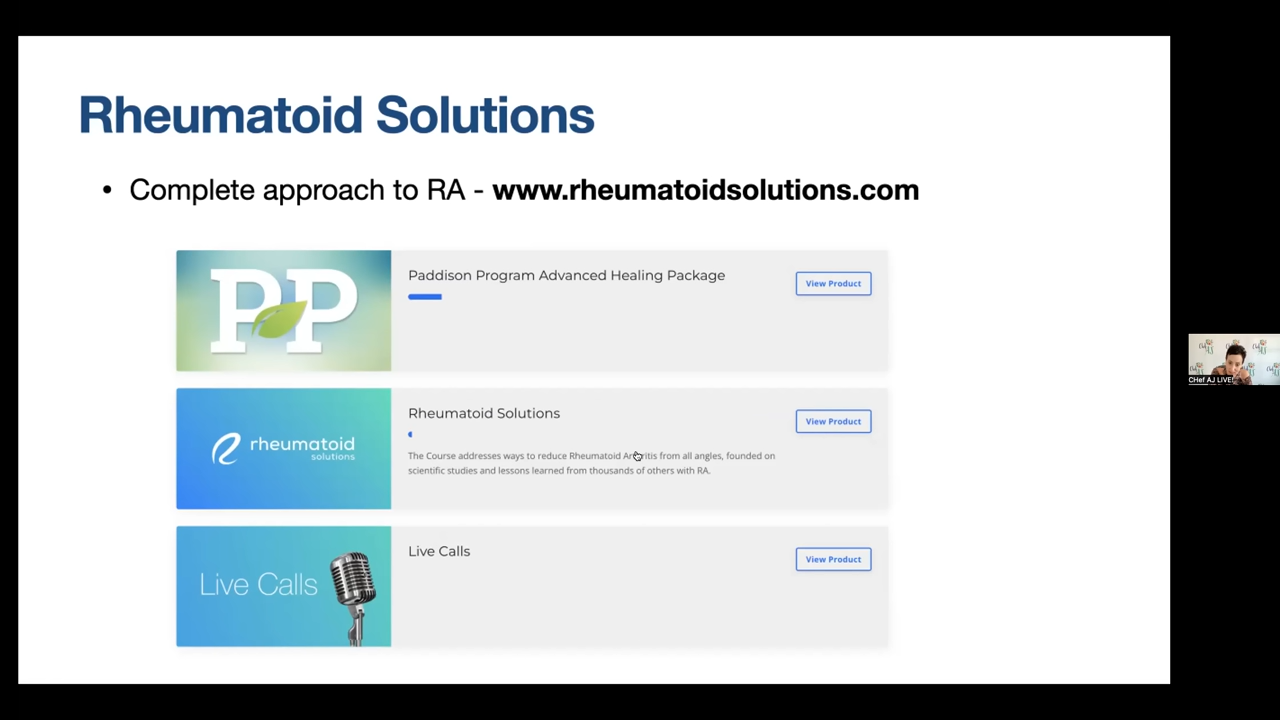 Rheumatoid Solutions
• Complete approach to RA - www.rheumatoidsolutions.com
PP
Paddison Program Advanced Healing Package
View Product
rheumatoid
solutions
Rheumatoid Solutions
View Product
The Course addresses ways to reduce Rheumatoid Arthritis from all angles, founded on
scientific studies and lessons learned from thousands of others with RA.
Live Calls
Live Calls
View Product
CHef AJ LIVE!